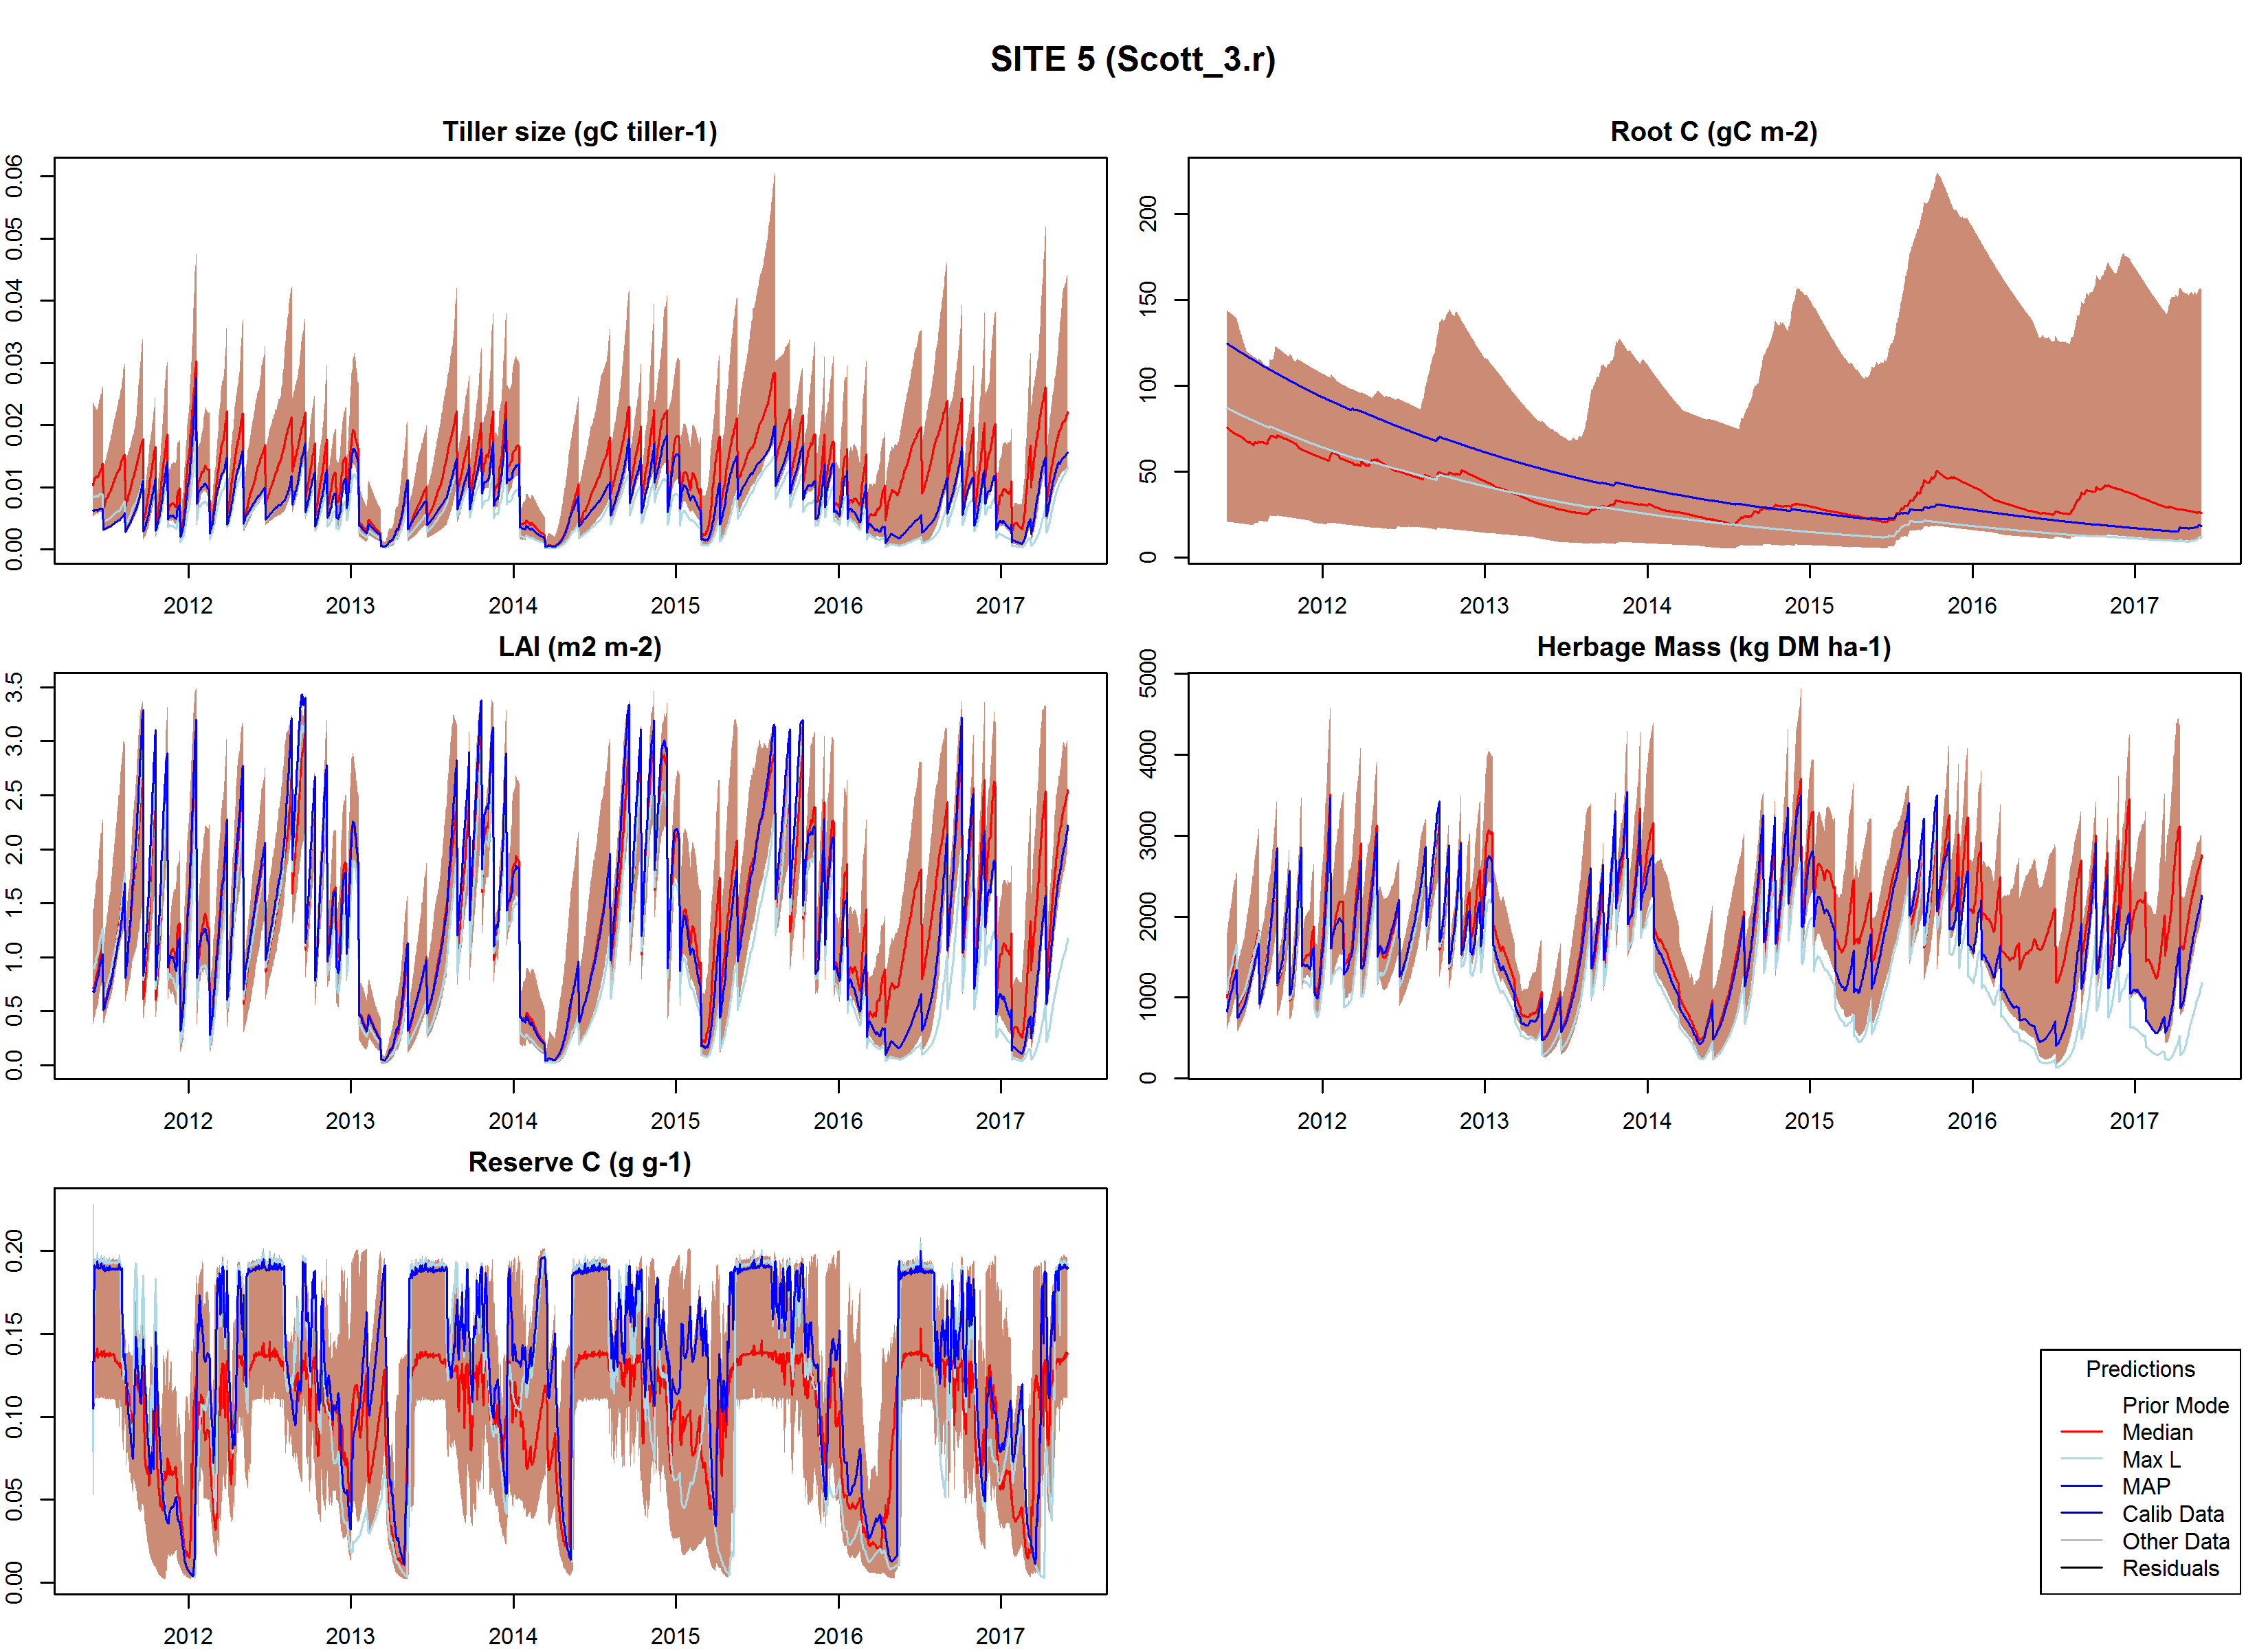 SITE 5 (Scott_3.r)
Tiller size (gC tiller-1)
0.06
0.05
0.04
0.03
0.02
0.01
0.00
2012 2013 2014 2015 2016 2017
Root C (gC m-2)
200
150
100
50
0
2012 2013 2014 2015 2016 2017
LAI (m2 m-2)
3.5
3.0
2.5
2.0
1.5
1.0
0.5
0.0
2012 2013 2014 2015 2016 2017
Herbage Mass (kg DM ha-1)
5000
4000
3000
2000
1000
0
2012 2013 2014 2015 2016 2017
Reserve C (g g-1)
0.20
0.15
0.10
0.05
0.00
2012 2013 2014 2015 2016 2017
Predictions
Prior Mode
Median
Max L
MAP
Calib Data
Other Data
Residuals